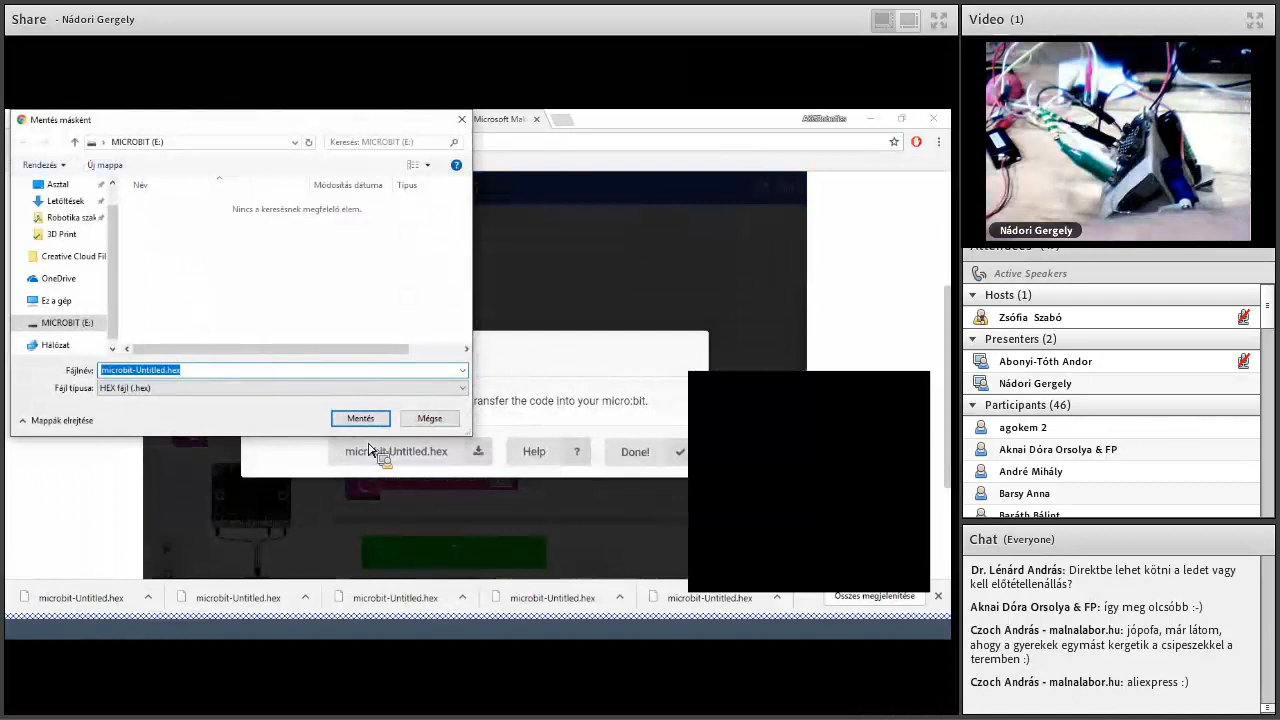 Share - Nádori Gergely
Mentés másként
Microsoft Mak
MICROBIT (E:)
Keresés: MICROBIT (E:)
Rendezés
Új mappa
Név
Módosítás dátuma
Típus
Nincs a keresésnek megfelelő elem.
Asztal
Letöltések
Robotika szak
3D Print
Creative Cloud Fil
OneDrive
Ez a gép
MICROBIT (E:)
Hálózat
Fájlnév:
microbit-Untitled.hex
Fájl típusa:
HEX fájl (.hex)
Mappák elrejtése
Mentés
Mégse
transfer the code into your micro:bit.
microbit-Untitled.hex
Help ?
Done!
microbit-Untitled.hex
microbit-Untitled.hex
microbit-Untitled.hex
microbit-Untitled.hex
microbit-Untitled.hex
Összes megjelenítése
Video (1)
Nádori Gergely
Active Speakers
Hosts (1)
Zsófia Szabó
Presenters (2)
Abonyi-Tóth Andor
Nádori Gergely
Participants (46)
agokem 2
Aknai Dóra Orsolya & FP
André Mihály
Barsy Anna
Baráth Bálint
Chat (Everyone)
Dr. Lénárd András: Direktbe lehet kötni a ledet vagy
kell előtétellenállás?
Aknai Dóra Orsolya & FP: így meg olcsóbb :-)
Czoch András - malnalabor.hu: jópofa, már látom,
ahogy a gyerekek egymást kergetik a csipeszekkel a
teremben :)
Czoch András - malnalabor.hu: aliexpress :)